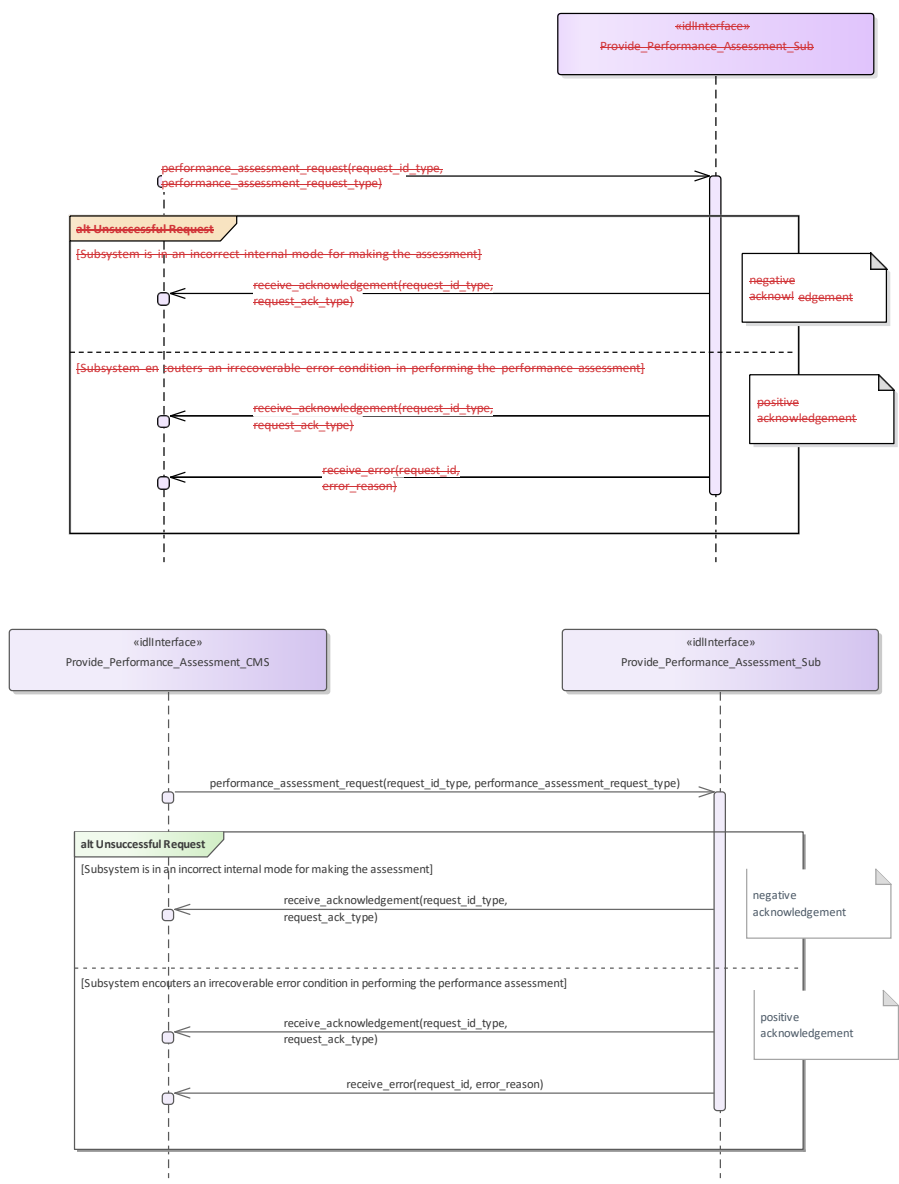 «idlInterface»
Provide_Performance_Assessment_Sub
performance_assessment_request(request_id_type,
performance_assessment_request_type)
alt Unsuccessful Request
[Subsystem is in an incorrect internal mode for making the assessment]
receive_acknowledgement(request_id_type,
request_ack_type)
negative
acknowl edgement
[Subsystem en couters an irrecoverable error condition in performing the performance assessment]
receive_acknowledgement(request_id_type,
request_ack_type)
positive
acknowledgement
receive_error(request_id,
error_reason)
«idlInterface»
Provide_Performance_Assessment_CMS
«idlInterface»
Provide_Performance_Assessment_Sub
performance_assessment_request(request_id_type, performance_assessment_request_type)
alt Unsuccessful Request
[Subsystem is in an incorrect internal mode for making the assessment]
receive_acknowledgement(request_id_type,
request_ack_type)
negative
acknowledgement
[Subsystem encouters an irrecoverable error condition in performing the performance assessment]
receive_acknowledgement(request_id_type,
request_ack_type)
positive
acknowledgement
receive_error(request_id, error_reason)